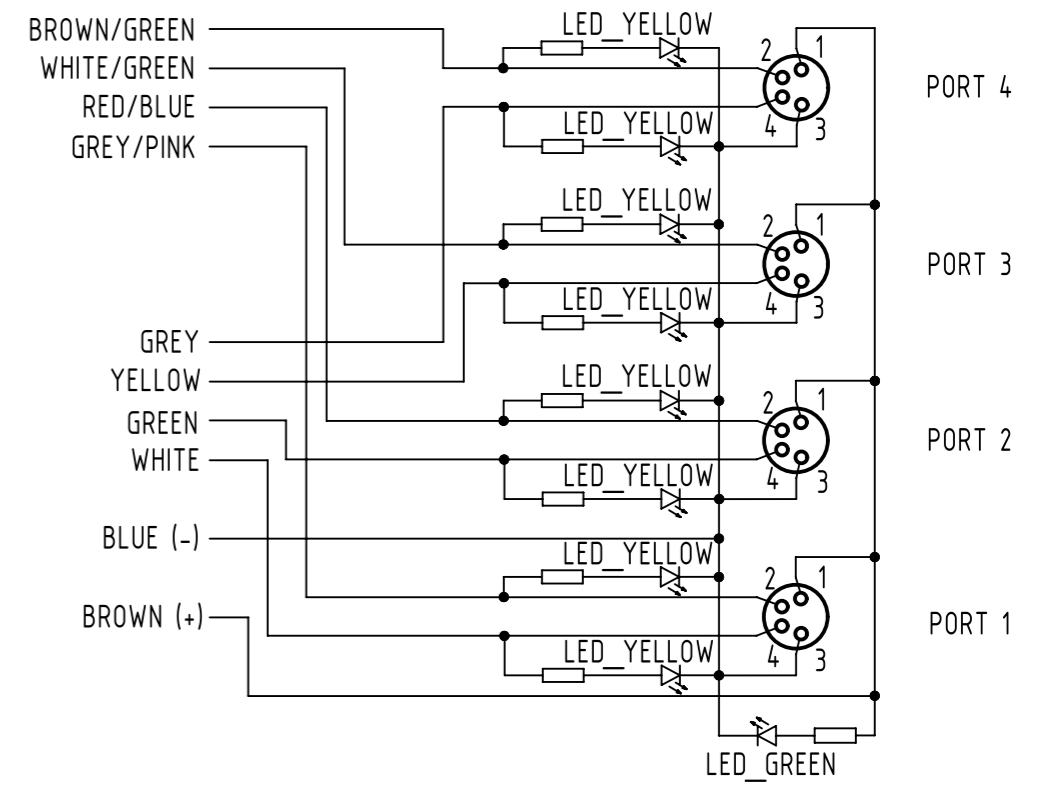 BROWN/GREEN
WHITE/GREEN
RED/BLUE
GREY/PINK
LED_YELLOW
2 1
4 3
LED_YELLOW
PORT 4
LED_YELLOW
2 1
4 3
LED_YELLOW
PORT 3
GREY
YELLOW
GREEN
WHITE
LED_YELLOW
2 1
4 3
LED_YELLOW
PORT 2
BLUE (-)
BROWN (+)
LED_YELLOW
2 1
4 3
LED_YELLOW
PORT 1
LED_GREEN